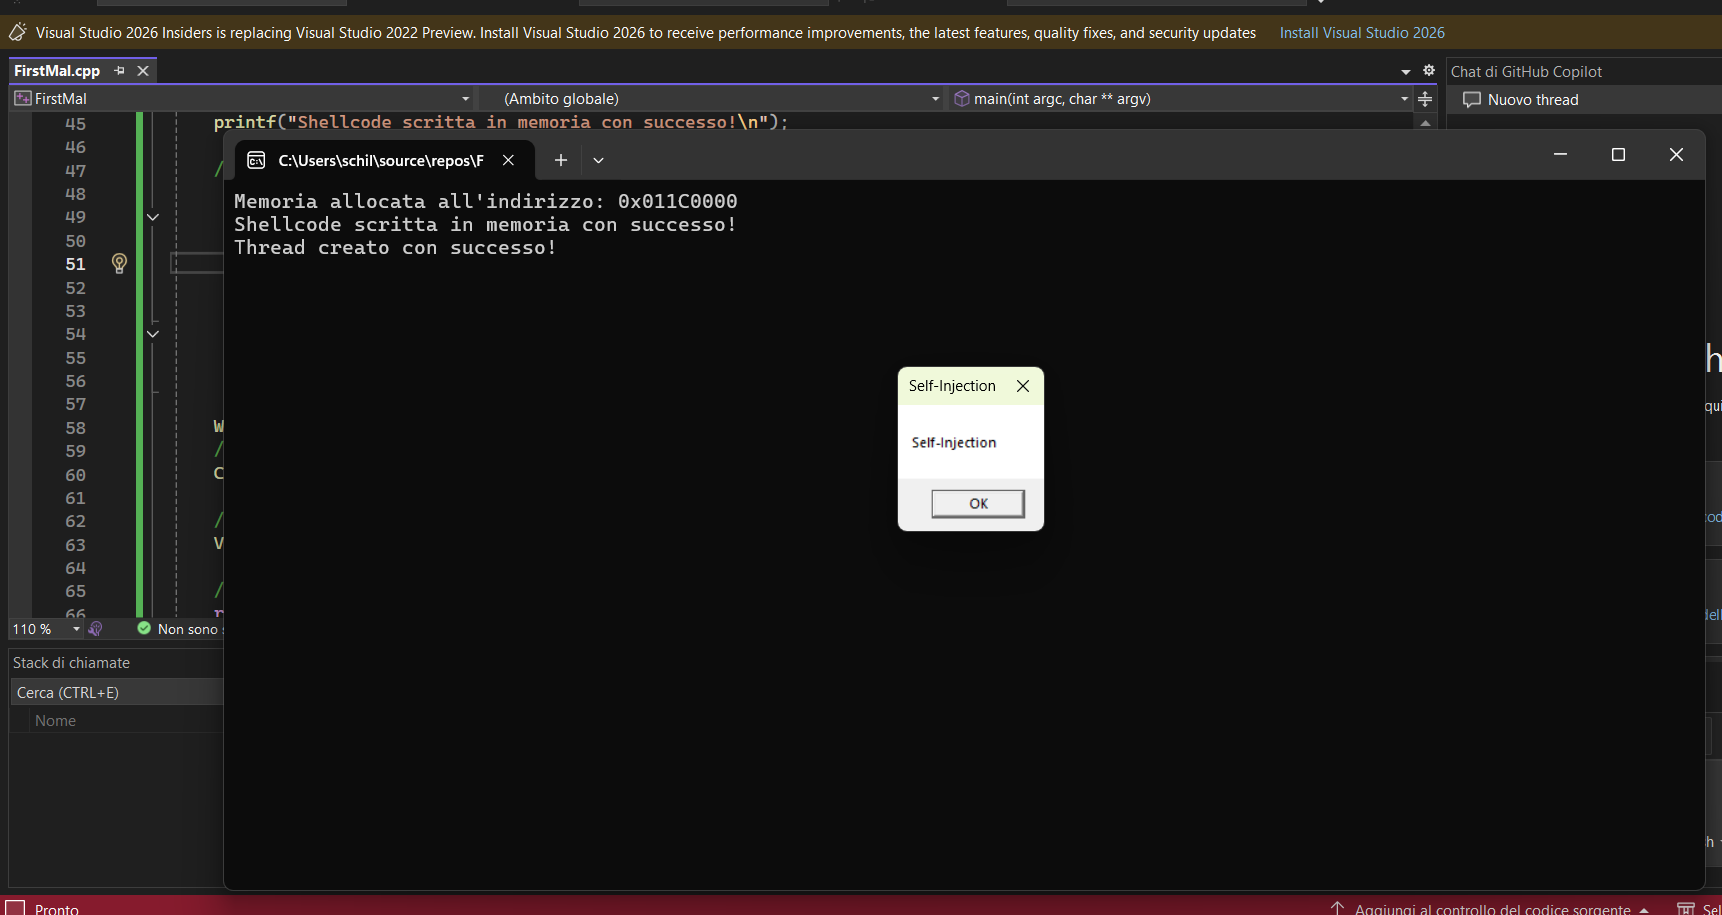 Visual Studio 2026 Insiders is replacing Visual Studio 2022 Preview. Install Visual Studio 2026 to receive performance improvements, the latest features, quality fixes, and security updates Install Visual Studio 2026
FirstMal.cpp
Chat di GitHub Copilot
FirstMal
(Ambito globale)
main(int argc, char ** argv)
Nuovo thread
45 printf("Shellcode scritta in memoria con successo!\n");
46
47 /
48
49
50
51
52
53
54
55
56
57
58 W
59 /
60 C
61
62 /
63 V
64
65 /
66 r
C:\Users\schil\source\repos\F
Memoria allocata all'indirizzo: 0x011C0000
Shellcode scritta in memoria con successo!
Thread creato con successo!
Self-Injection
Self-Injection
OK
110 %
Non sono
Stack di chiamate
Cerca (CTRL+E)
Nome
Pronto
Aggiungi al controllo del codice sorgente
Sel